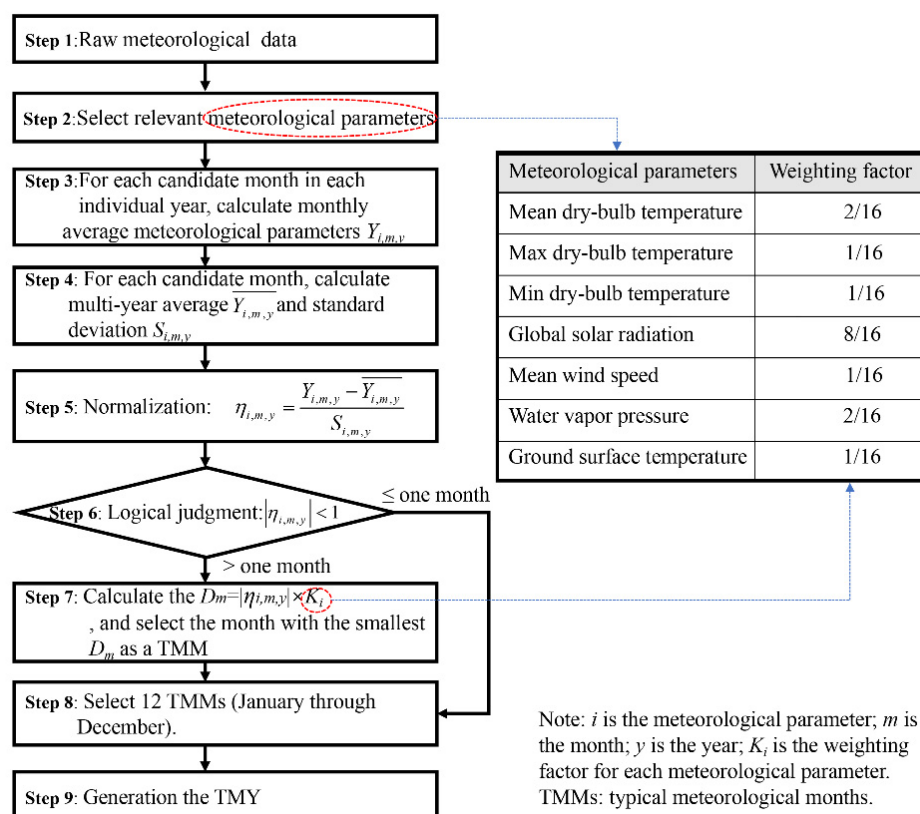 Step 1:Raw meteorological data
Step 2:Select relevant meteorological parameters
Step 3:For each candidate month in each
individual year, calculate monthly
average meteorological parameters Y_{i,m,y}
Step 4: For each candidate month, calculate
multi-year average \overline{Y_{i,m,y}} and standard
deviation S_{i,m,y}
Step 5: Normalization: η_{i,m,y} = \frac{Y_{i,m,y} - \overline{Y_{i,m,y}}}{S_{i,m,y}}
≤ one month
Step 6: Logical judgment: |η_{i,m,y}| < 1
> one month
Step 7: Calculate the D_m=|η_{i,m,y}|×K_i
, and select the month with the smallest
D_m as a TMM
Step 8: Select 12 TMMs (January through
December).
Step 9: Generation the TMY
Meteorological parameters Weighting factor
Mean dry-bulb temperature 2/16
Max dry-bulb temperature 1/16
Min dry-bulb temperature 1/16
Global solar radiation 8/16
Mean wind speed 1/16
Water vapor pressure 2/16
Ground surface temperature 1/16
Note: i is the meteorological parameter; m is
the month; y is the year; K_i is the weighting
factor for each meteorological parameter.
TMMs: typical meteorological months.